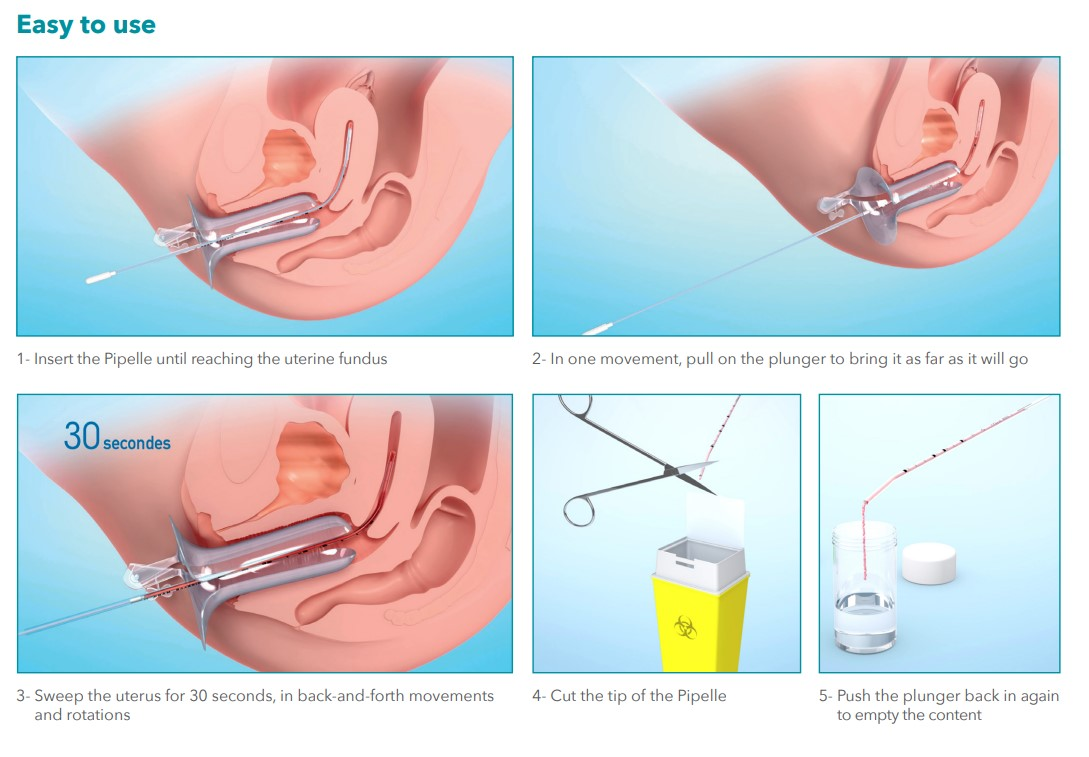 Easy to use
1- Insert the Pipelle until reaching the uterine fundus
2- In one movement, pull on the plunger to bring it as far as it will go
30 secondes
3- Sweep the uterus for 30 seconds, in back-and-forth movements
and rotations
4- Cut the tip of the Pipelle
5- Push the plunger back in again
to empty the content